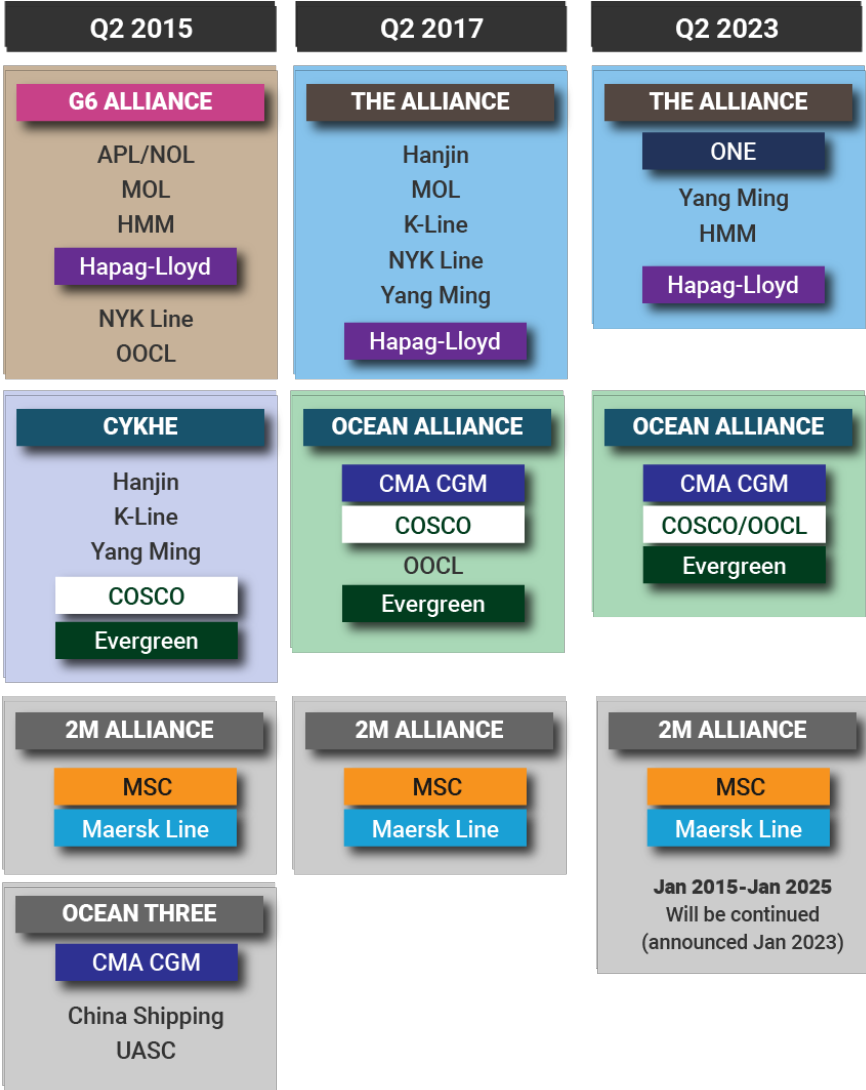 Q2 2015
Q2 2017
Q2 2023
G6 ALLIANCE
APL/NOL
MOL
HMM
Hapag-Lloyd
NYK Line
OOCL
THE ALLIANCE
Hanjin
MOL
K-Line
NYK Line
Yang Ming
Hapag-Lloyd
THE ALLIANCE
ONE
Yang Ming
HMM
Hapag-Lloyd
CYKHE
Hanjin
K-Line
Yang Ming
COSCO
Evergreen
OCEAN ALLIANCE
CMA CGM
COSCO
OOCL
Evergreen
OCEAN ALLIANCE
CMA CGM
COSCO/OOCL
Evergreen
2M ALLIANCE
MSC
Maersk Line
2M ALLIANCE
MSC
Maersk Line
2M ALLIANCE
MSC
Maersk Line
Jan 2015-Jan 2025
Will be continued
(announced Jan 2023)
OCEAN THREE
CMA CGM
China Shipping
UASC